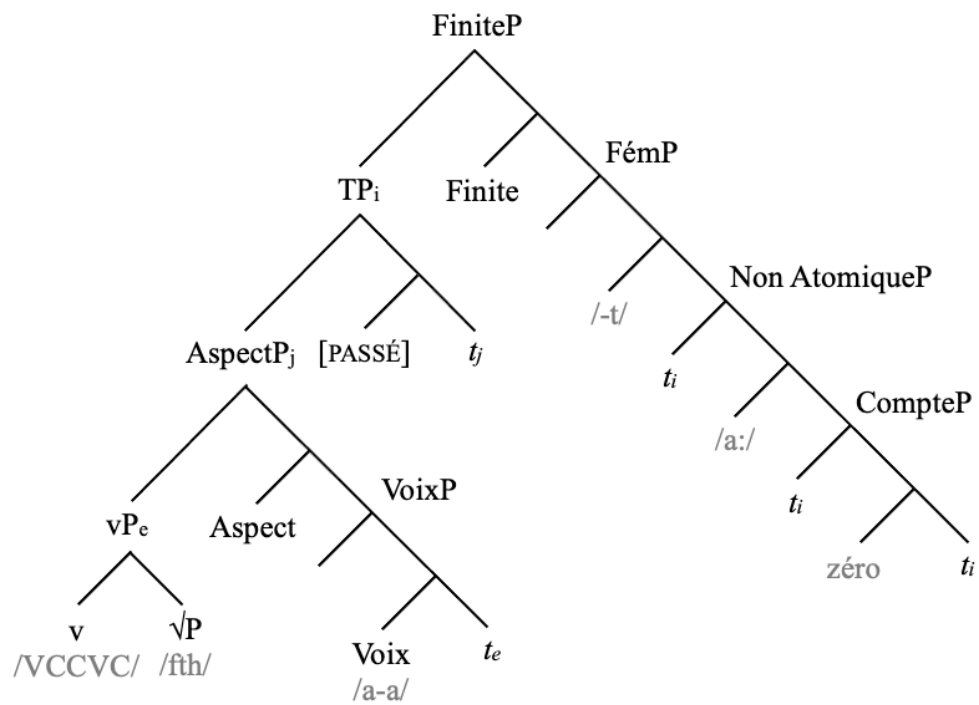 FiniteP
FémP
TPi Finite
Non AtomiqueP
/-t/
AspectPj [PASSÉ] tj ti
CompteP
/a:/
VoixP
ti
vPe Aspect
zéro ti
v √P Voix te
/VCCVC/ /fth/ /a-a/